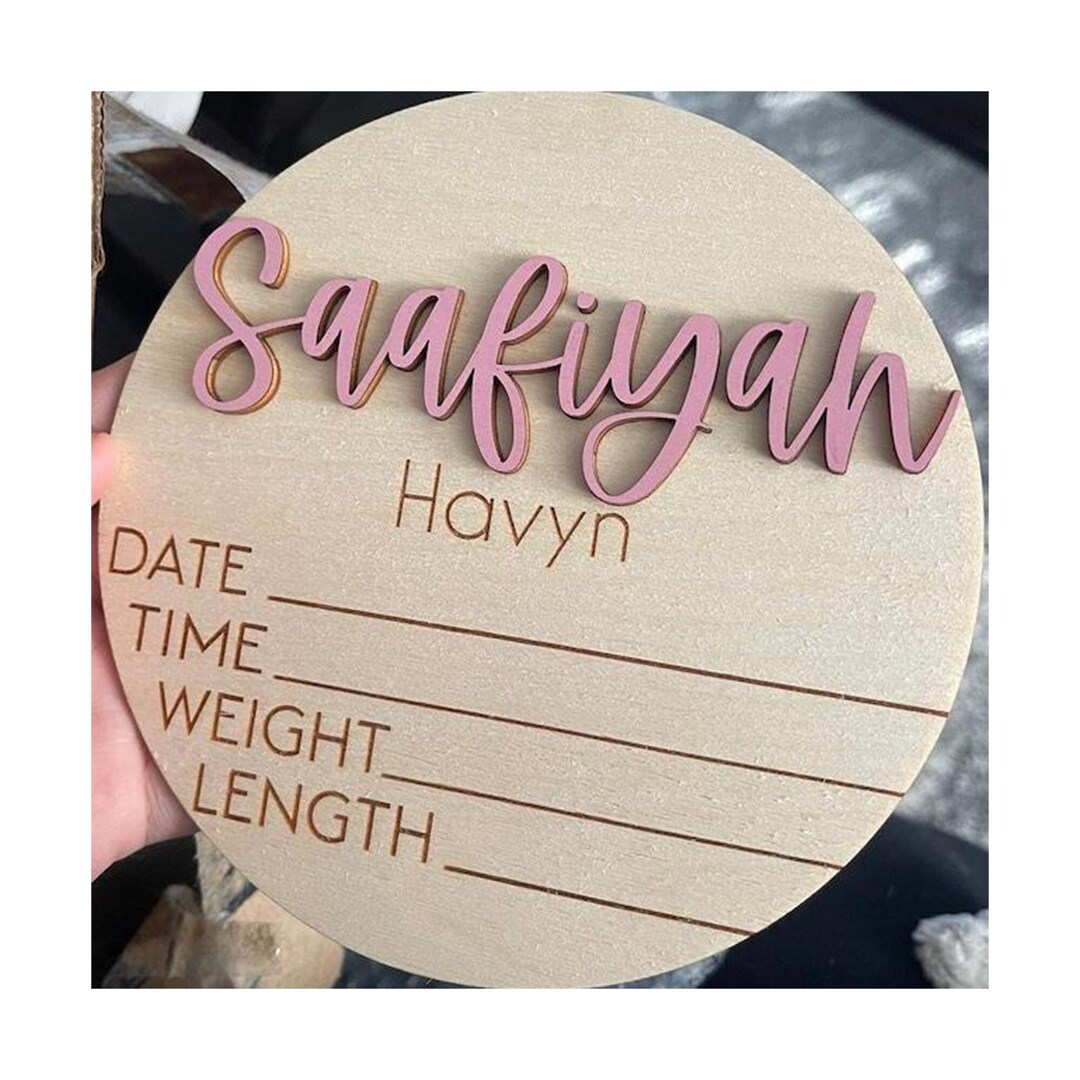 Saafiyah
Havyn
DATE
TIME
WEIGHT
LENGTH